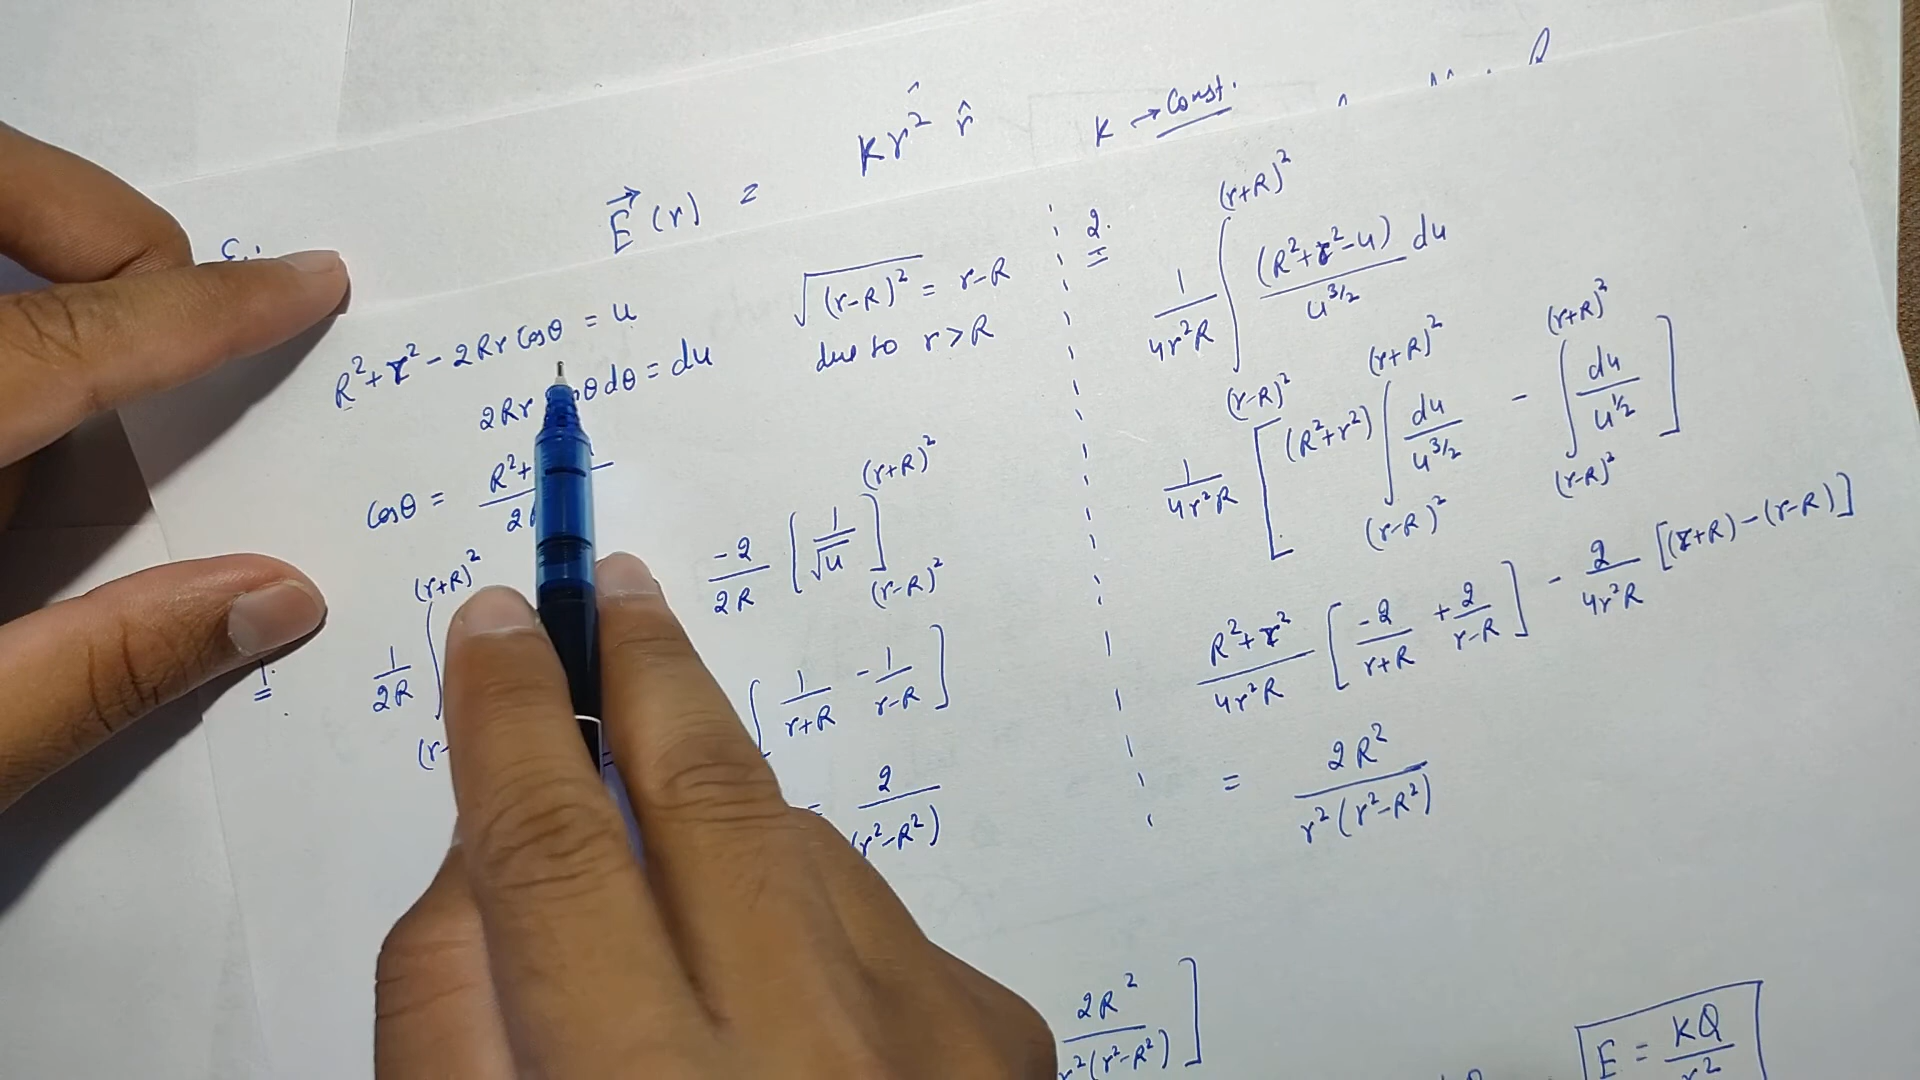 K → Const.
E⃗ (r) = Kr² r̂
R² + r² - 2Rr Cosθ = u
2Rr θ dθ = du
Cosθ = R² +
√(r-R)² = r-R
due to r > R
1.
1/2R ∫ (r+R)²
-2/2R [1/√u] (r+R)² (r-R)²
[1/(r+R) - 1/(r-R)]
= 2/(r²-R²)
2.
1/4r²R ∫ (r-R)² (r+R)² (R²+r²-u)/u^3/2 du
1/4r²R [(R²+r²) ∫ (r-R)² (r+R)² du/u^3/2 - ∫ (r-R)² (r+R)² du/u^1/2]
R²+r²/4r²R [-2/(r+R) + 2/(r-R)] - 2/4r²R [(r+R)-(r-R)]
= 2R²/r²(r²-R²)
2R²/r²(r²-R²)]
E = KQ/r²